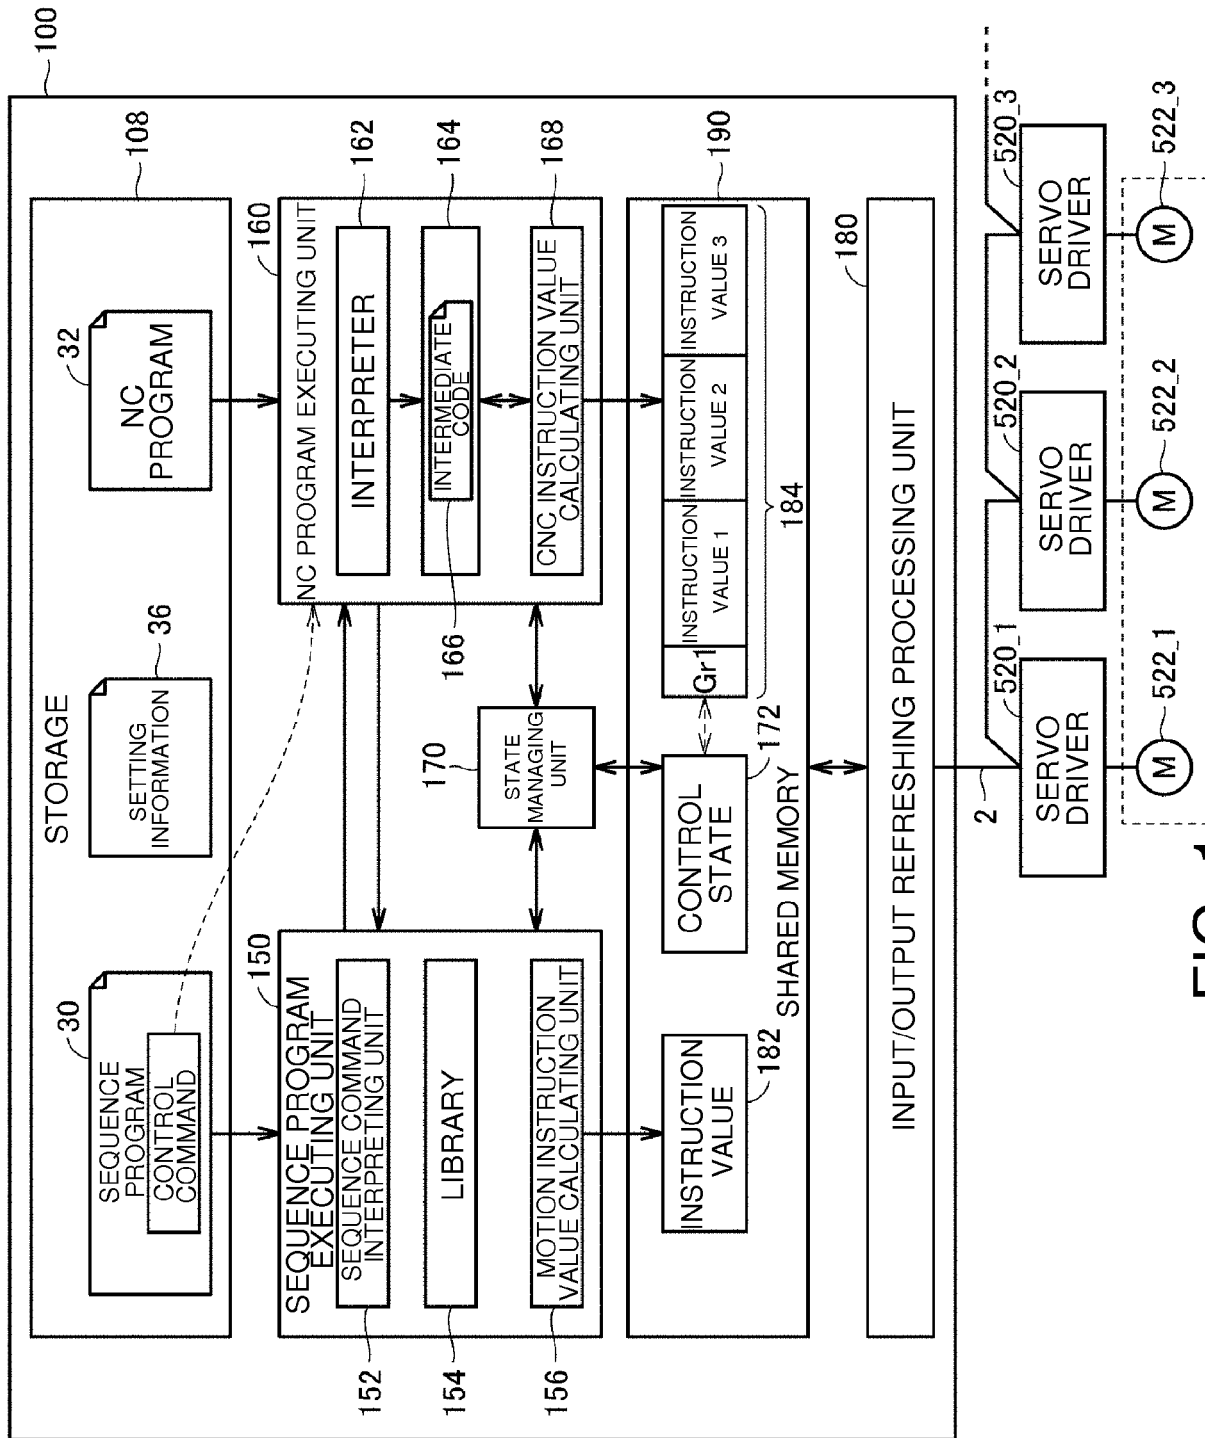 100
STORAGE
108
30
SEQUENCE
PROGRAM
CONTROL
COMMAND
36
SETTING
INFORMATION
32
NC
PROGRAM
150
SEQUENCE PROGRAM
EXECUTING UNIT
152
SEQUENCE COMMAND
INTERPRETING UNIT
154
LIBRARY
156
MOTION INSTRUCTION
VALUE CALCULATING UNIT
170
STATE
MANAGING
UNIT
160
NC PROGRAM EXECUTING UNIT
162
INTERPRETER
164
166
INTERMEDIATE
CODE
168
CNC INSTRUCTION VALUE
CALCULATING UNIT
190
INSTRUCTION
VALUE
182
CONTROL
STATE
172
Gr1
INSTRUCTION
VALUE 1
INSTRUCTION
VALUE 2
INSTRUCTION
VALUE 3
184
SHARED MEMORY
180
INPUT/OUTPUT REFRESHING PROCESSING UNIT
2
520_1
SERVO
DRIVER
520_2
SERVO
DRIVER
520_3
SERVO
DRIVER
M
522_1
M
522_2
M
522_3